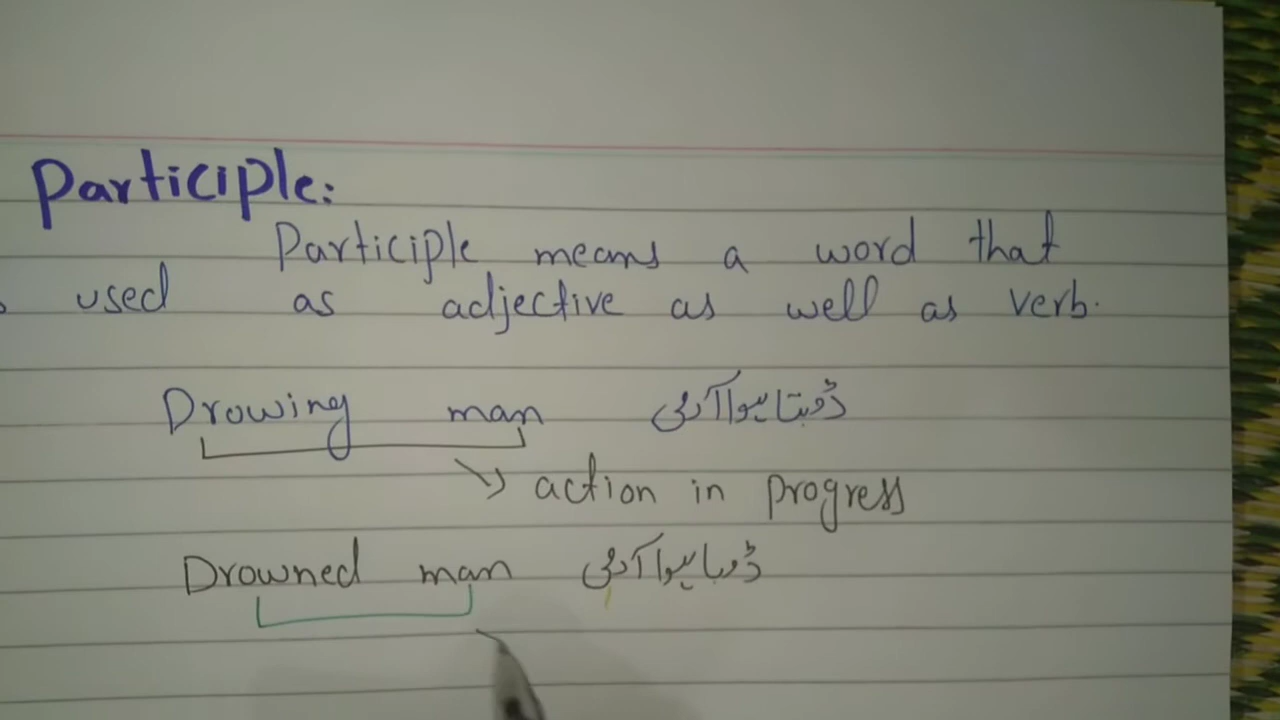 Participle:
Participle means a word that
used as adjective as well as verb.
Drowing man ڈوبتا ہوا آدمی
action in progress
Drowned man ڈوبا ہوا آدمی